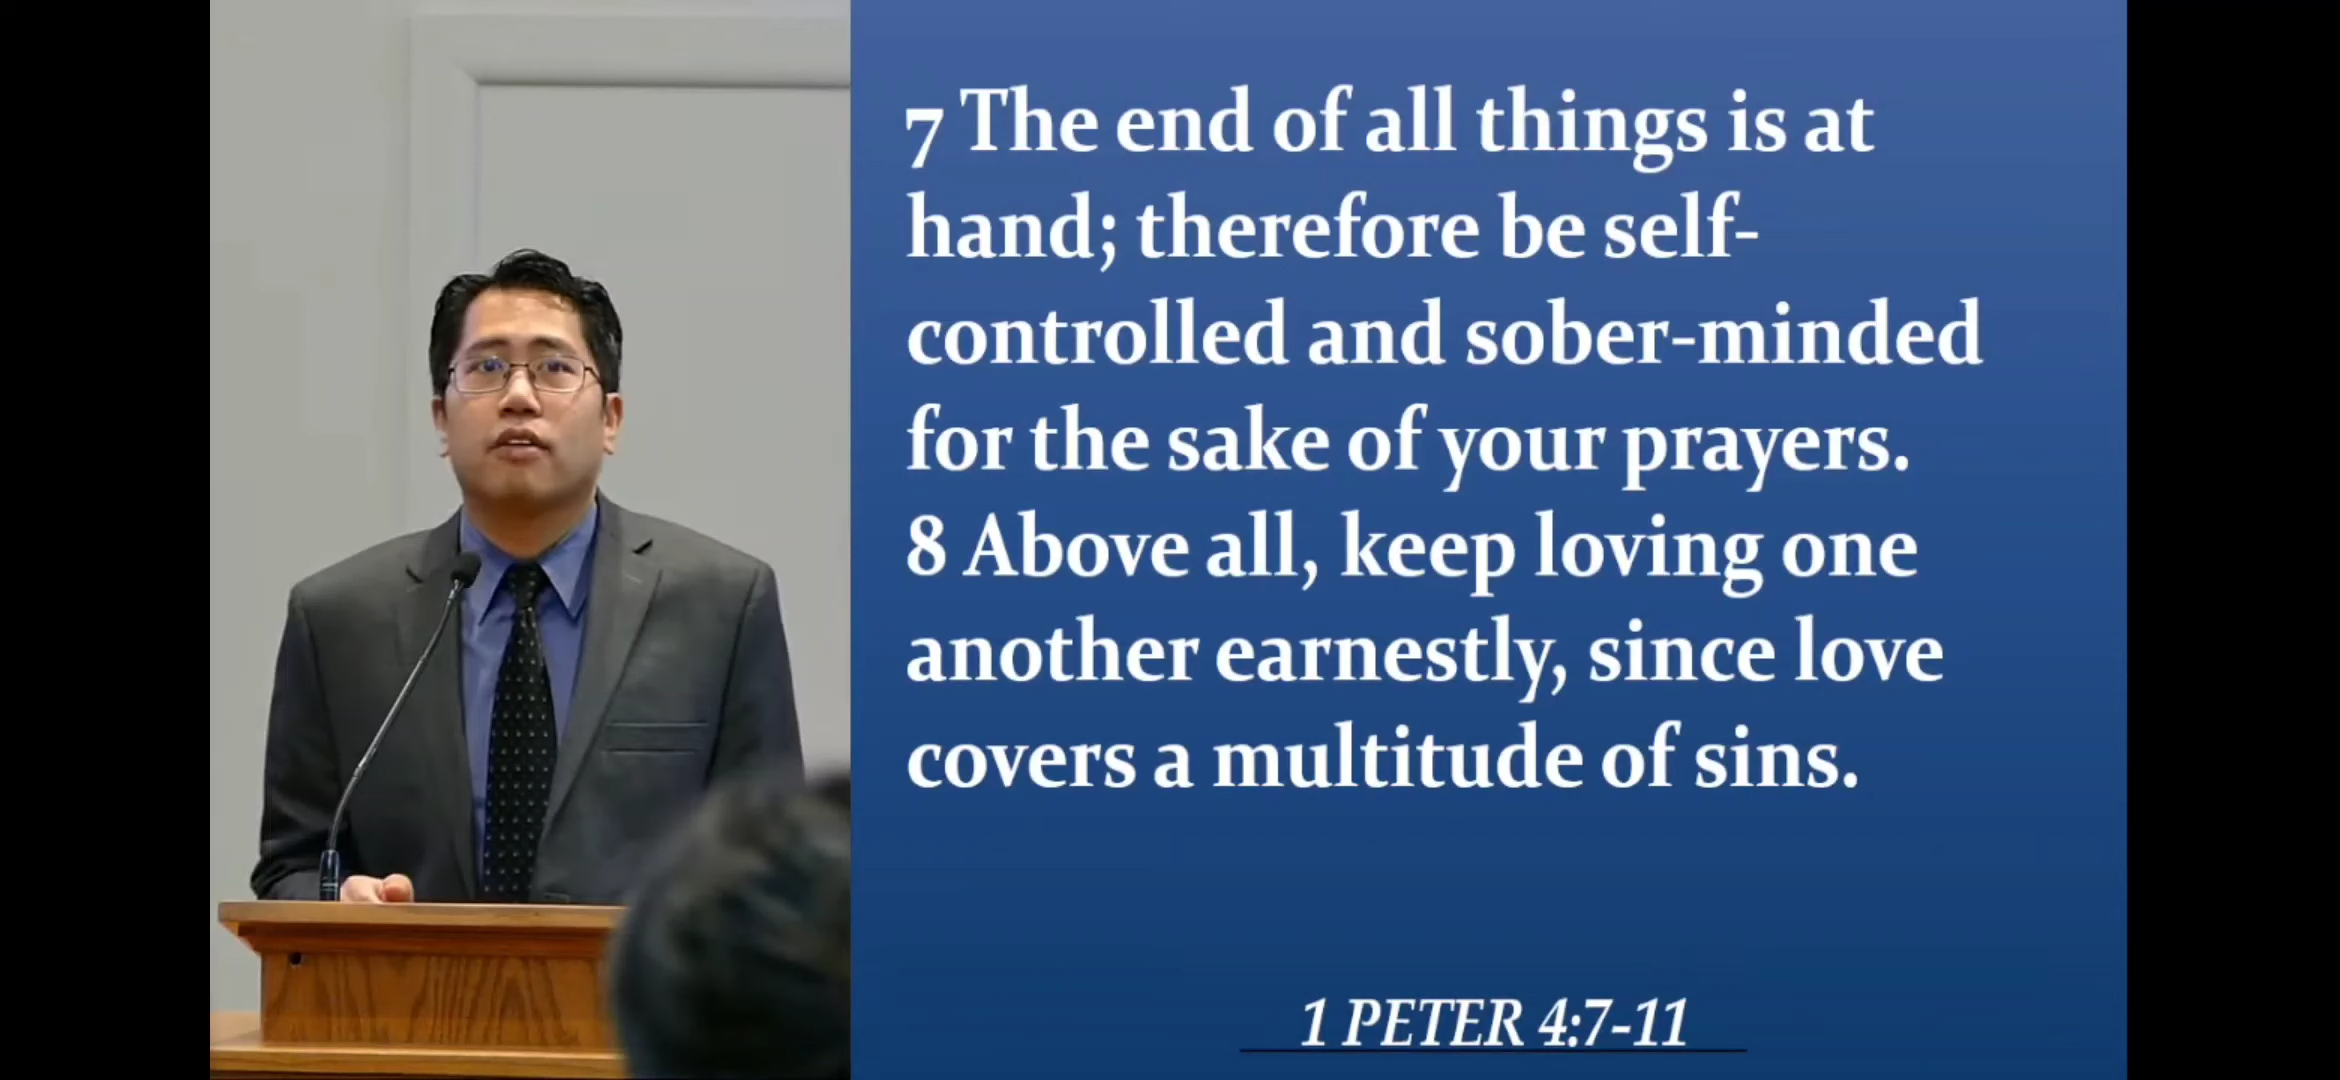 7 The end of all things is at
hand; therefore be self-
controlled and sober-minded
for the sake of your prayers.
8 Above all, keep loving one
another earnestly, since love
covers a multitude of sins.
1 PETER 4:7-11